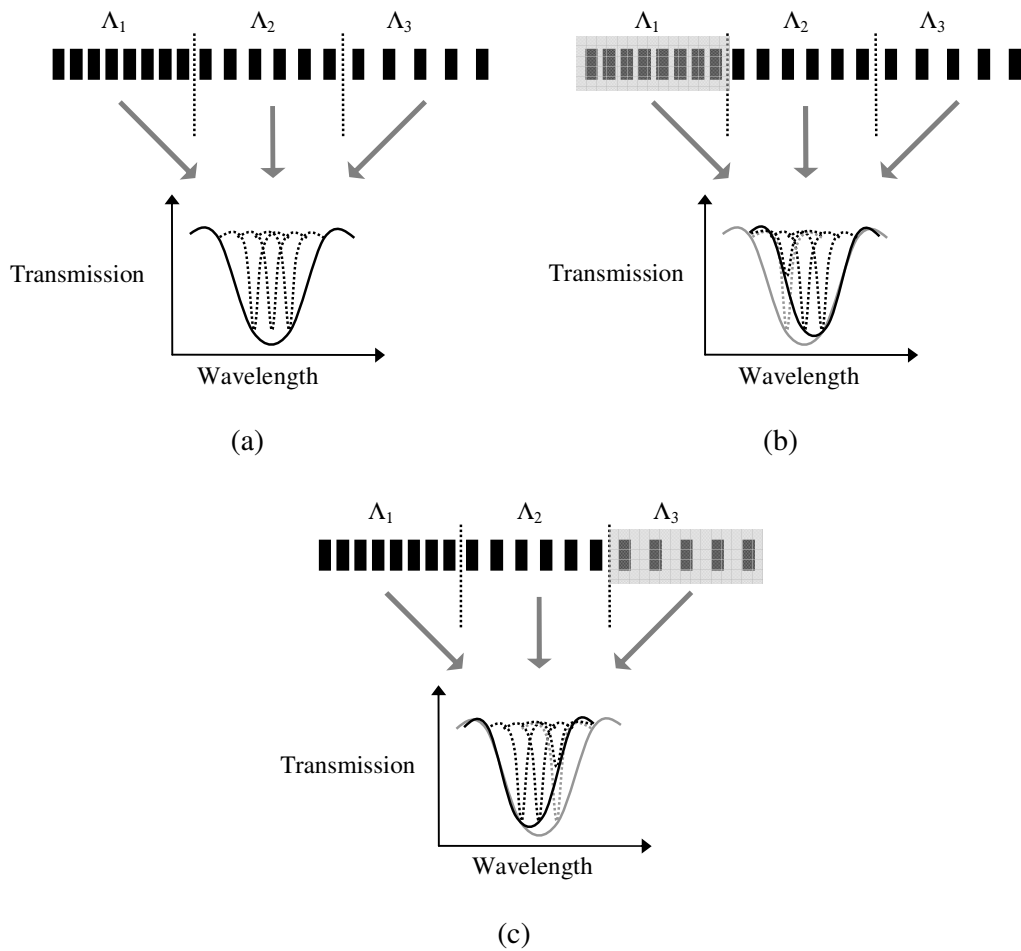 Λ1 Λ2 Λ3
Transmission
Wavelength
(a)
Λ1 Λ2 Λ3
Transmission
Wavelength
(b)
Λ1 Λ2 Λ3
Transmission
Wavelength
(c)